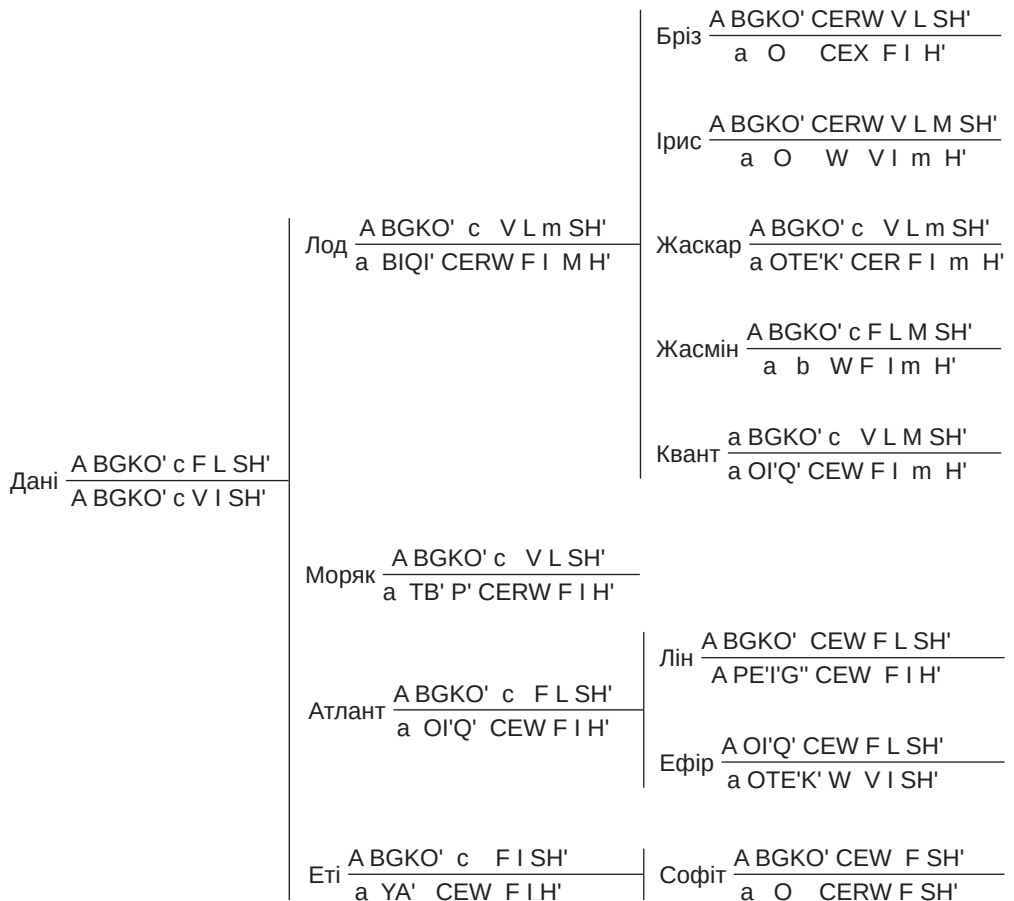 Дані A BGKO' c F L SH'
A BGKO' c V I SH'
Лод A BGKO' c V L m SH'
a BIQI' CERW F I M H'
Бріз A BGKO' CERW V L SH'
a O CEX F I H'
Ірис A BGKO' CERW V L M SH'
a O W V I m H'
Жаскар A BGKO' c V L m SH'
a OTE'K' CER F I m H'
Жасмін A BGKO' c F L M SH'
a b W F I m H'
Квант a BGKO' c V L M SH'
a OI'Q' CEW F I m H'
Моряк A BGKO' c V L SH'
a TB' P' CERW F I H'
Атлант A BGKO' c F L SH'
a OI'Q' CEW F I H'
Лін A BGKO' CEW F L SH'
A PE'I'G" CEW F I H'
Ефір A OI'Q' CEW F L SH'
a OTE'K' W V I SH'
Еті A BGKO' c F I SH'
a YA' CEW F I H'
Софіт A BGKO' CEW F SH'
a O CERW F SH'